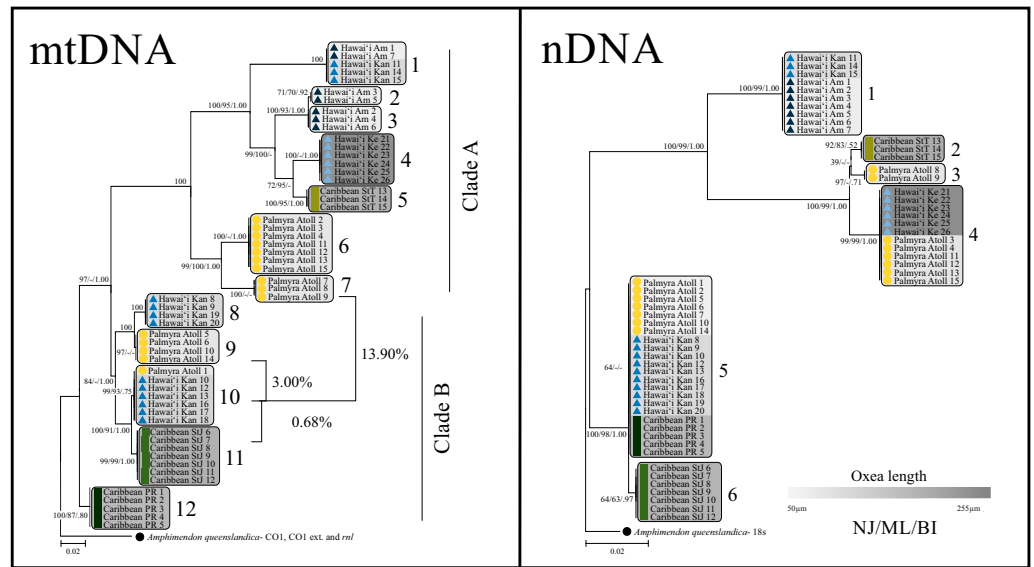 mtDNA
100
Hawai‘i Am 1
Hawai‘i Am 7
Hawai‘i Kan 11
Hawai‘i Kan 14
Hawai‘i Kan 15
1
100/95/1.00
71/70/.92
Hawai‘i Am 3
Hawai‘i Am 5
2
100/93/1.00
Hawai‘i Am 2
Hawai‘i Am 4
Hawai‘i Am 6
3
99/100/-
100/-/1.00
Hawai‘i Ke 21
Hawai‘i Ke 22
Hawai‘i Ke 23
Hawai‘i Ke 24
Hawai‘i Ke 25
Hawai‘i Ke 26
4
72/95/-
100/95/1.00
Caribbean StT 13
Caribbean StT 14
Caribbean StT 15
5
Clade A
100
100/-/1.00
Palmyra Atoll 2
Palmyra Atoll 3
Palmyra Atoll 4
Palmyra Atoll 11
Palmyra Atoll 12
Palmyra Atoll 13
Palmyra Atoll 15
6
99/100/1.00
100/-/-
Palmyra Atoll 7
Palmyra Atoll 8
Palmyra Atoll 9
7
97/-/1.00
100
Hawai‘i Kan 8
Hawai‘i Kan 9
Hawai‘i Kan 19
Hawai‘i Kan 20
8
100
97/-/-
Palmyra Atoll 5
Palmyra Atoll 6
Palmyra Atoll 10
Palmyra Atoll 14
9
84/-/1.00
99/93/.75
Palmyra Atoll 1
Hawai‘i Kan 10
Hawai‘i Kan 12
Hawai‘i Kan 13
Hawai‘i Kan 16
Hawai‘i Kan 17
Hawai‘i Kan 18
10
3.00%
13.90%
0.68%
Clade B
100/91/1.00
99/99/1.00
Caribbean StJ 6
Caribbean StJ 7
Caribbean StJ 8
Caribbean StJ 9
Caribbean StJ 10
Caribbean StJ 11
Caribbean StJ 12
11
100/87/.80
Caribbean PR 1
Caribbean PR 2
Caribbean PR 3
Caribbean PR 4
Caribbean PR 5
12
Amphimendon queenslandica- CO1, CO1 ext. and rnl
0.02
nDNA
100/99/1.00
Hawai‘i Kan 11
Hawai‘i Kan 14
Hawai‘i Kan 15
Hawai‘i Am 1
Hawai‘i Am 2
Hawai‘i Am 3
Hawai‘i Am 4
Hawai‘i Am 5
Hawai‘i Am 6
Hawai‘i Am 7
1
100/99/1.00
92/83/.52
Caribbean StT 13
Caribbean StT 14
Caribbean StT 15
2
39/-/-
97/-/.71
Palmyra Atoll 8
Palmyra Atoll 9
3
100/99/1.00
99/99/1.00
Hawai‘i Ke 21
Hawai‘i Ke 22
Hawai‘i Ke 23
Hawai‘i Ke 24
Hawai‘i Ke 25
Hawai‘i Ke 26
Palmyra Atoll 3
Palmyra Atoll 4
Palmyra Atoll 11
Palmyra Atoll 12
Palmyra Atoll 13
Palmyra Atoll 15
4
64/-/-
Palmyra Atoll 1
Palmyra Atoll 2
Palmyra Atoll 5
Palmyra Atoll 6
Palmyra Atoll 7
Palmyra Atoll 10
Palmyra Atoll 14
Hawai‘i Kan 8
Hawai‘i Kan 9
Hawai‘i Kan 10
Hawai‘i Kan 12
Hawai‘i Kan 13
Hawai‘i Kan 16
Hawai‘i Kan 17
Hawai‘i Kan 18
Hawai‘i Kan 19
Hawai‘i Kan 20
Caribbean PR 1
Caribbean PR 2
Caribbean PR 3
Caribbean PR 4
Caribbean PR 5
5
100/98/1.00
64/63/.97
Caribbean StJ 6
Caribbean StJ 7
Caribbean StJ 8
Caribbean StJ 9
Caribbean StJ 10
Caribbean StJ 11
Caribbean StJ 12
6
Amphimendon queenslandica- 18s
0.02
Oxea length
50µm
255µm
NJ/ML/BI